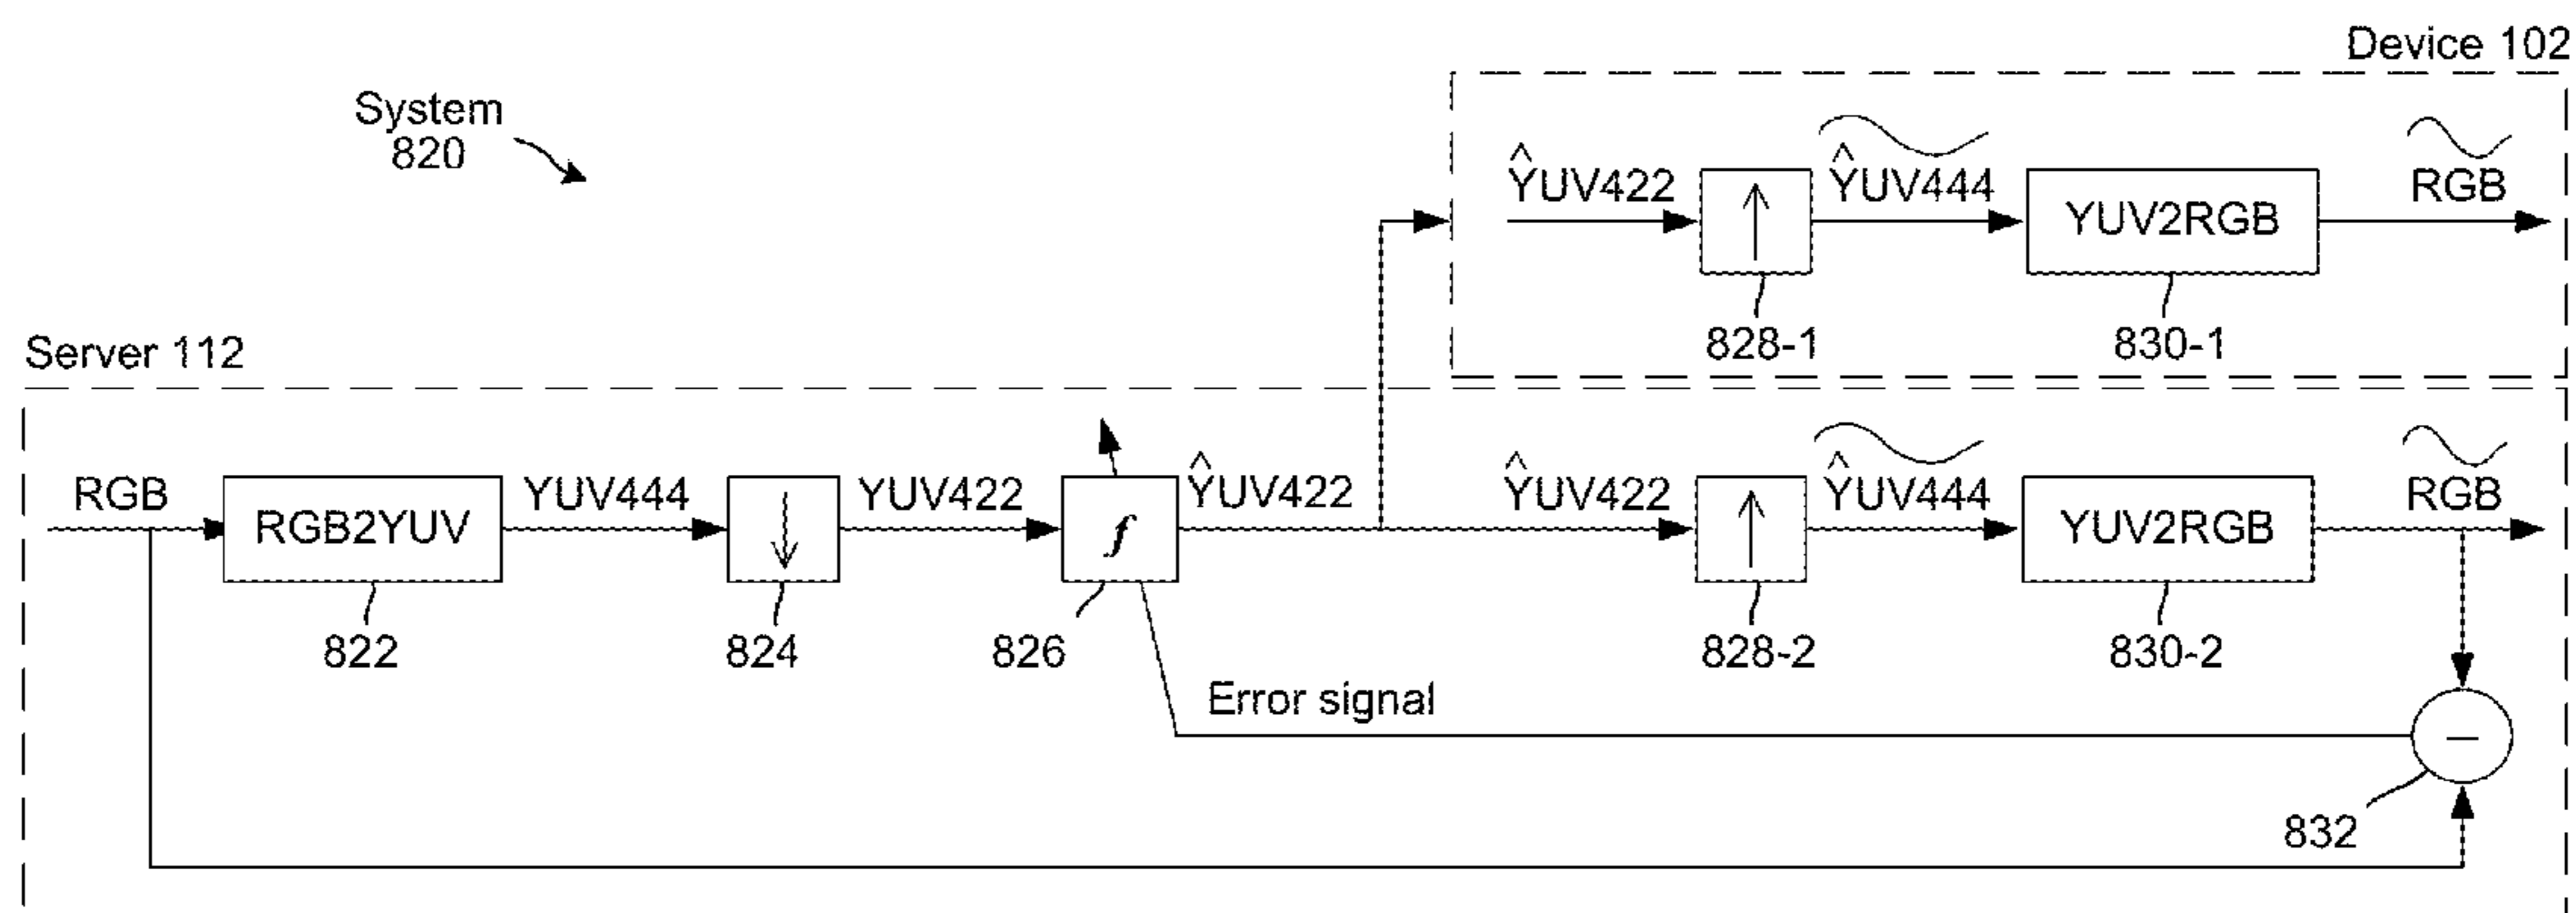 Device 102
System
820
ŶUV422
↑
ŶUV444
YUV2RGB
RGB
828-1
830-1
Server 112
RGB
RGB2YUV
YUV444
↓
YUV422
f
ŶUV422
ŶUV422
↑
ŶUV444
YUV2RGB
RGB
822
824
826
828-2
830-2
Error signal
−
832